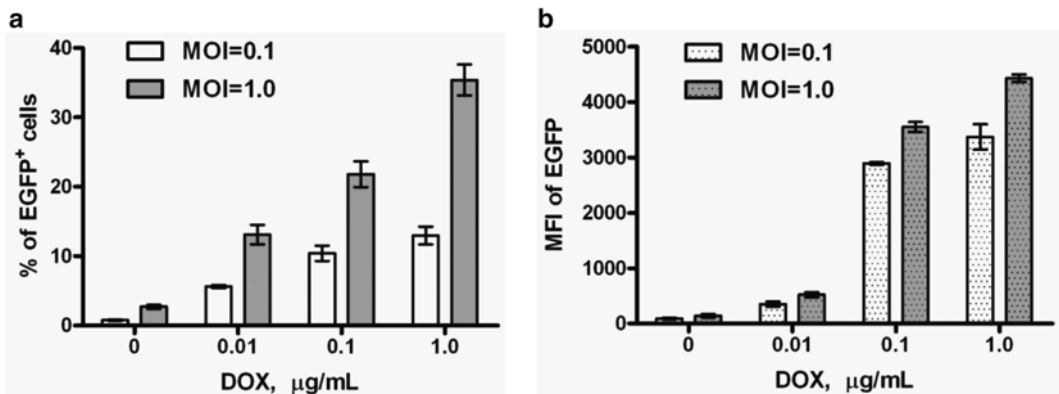 a
MOI=0.1
MOI=1.0
% of EGFP+ cells
40
30
20
10
0
0 0.01 0.1 1.0
DOX, µg/mL
b
MOI=0.1
MOI=1.0
MFI of EGFP
5000
4000
3000
2000
1000
0
0 0.01 0.1 1.0
DOX, µg/mL